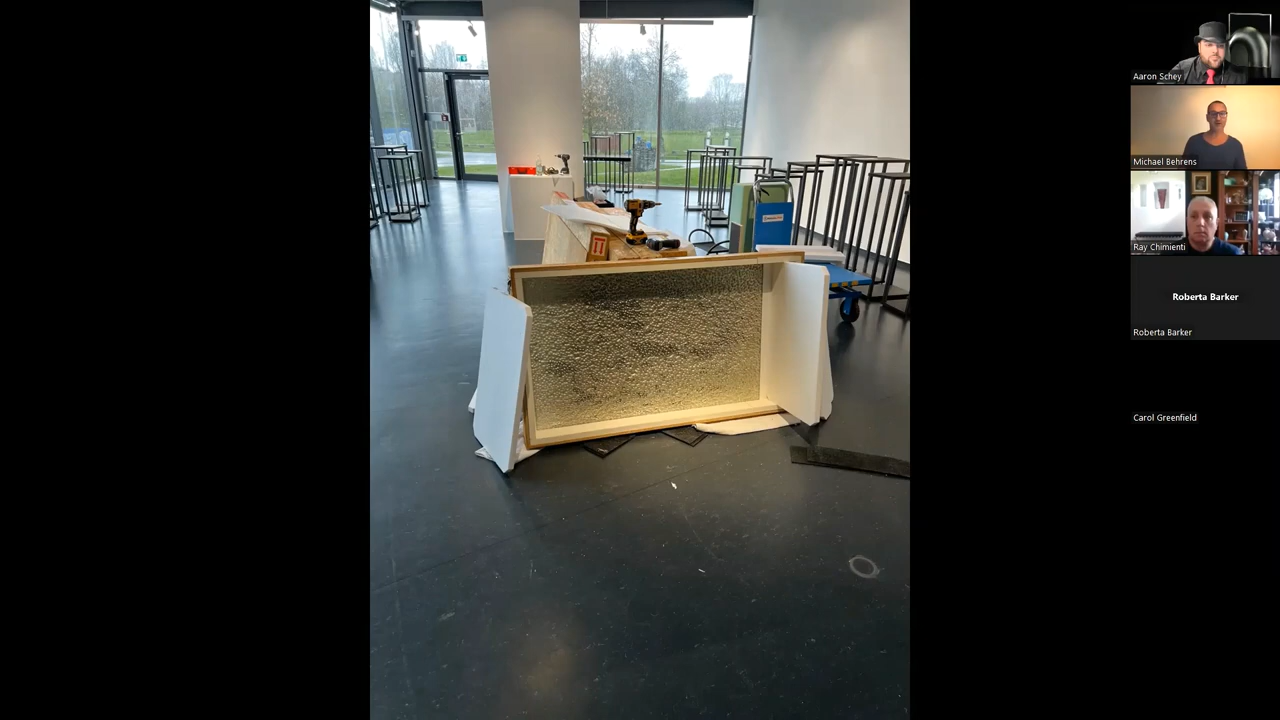 Aaron Schey
Michael Behrens
Ray Chimienti
Roberta Barker
Roberta Barker
Carol Greenfield